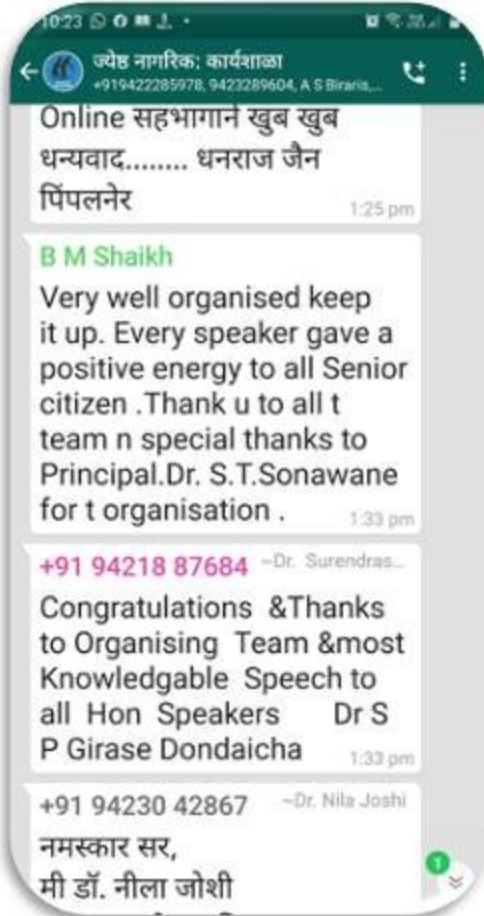 10:23
ज्येष्ठ नागरिक: कार्यशाळा
+919422285978, 9423289604, A S Biraris,...
Online सहभागाने खुब खुब
धन्यवाद........ धनराज जैन
पिंपलनेर
1:25 pm
B M Shaikh
Very well organised keep
it up. Every speaker gave a
positive energy to all Senior
citizen .Thank u to all t
team n special thanks to
Principal.Dr. S.T.Sonawane
for t organisation .
1:33 pm
+91 94218 87684 ~Dr. Surendras...
Congratulations &Thanks
to Organising Team &most
Knowledgable Speech to
all Hon Speakers Dr S
P Girase Dondaicha
1:33 pm
+91 94230 42867 ~Dr. Nila Joshi
नमस्कार सर,
मी डॉ. नीला जोशी
1